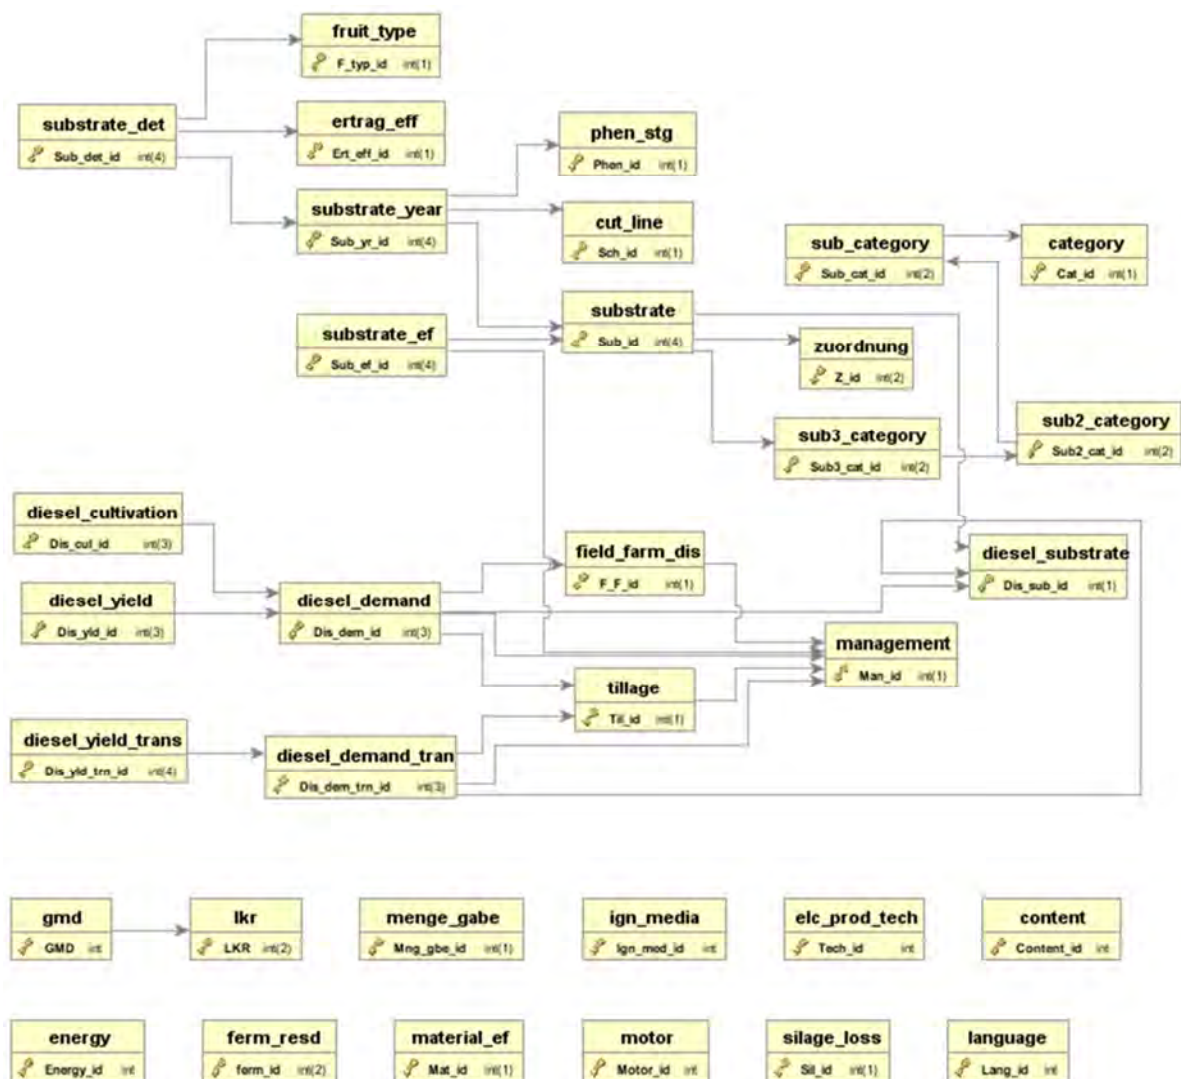 fruit_type
F_typ_id int(1)
substrate_det
Sub_det_id int(4)
ertrag_eff
Ert_eff_id int(1)
phen_stg
Phen_id int(1)
substrate_year
Sub_yr_id int(4)
cut_line
Sch_id int(1)
sub_category
Sub_cat_id int(2)
category
Cat_id int(1)
substrate_ef
Sub_ef_id int(4)
substrate
Sub_id int(4)
zuordnung
Z_id int(2)
sub3_category
Sub3_cat_id int(2)
sub2_category
Sub2_cat_id int(2)
diesel_cultivation
Dis_cul_id int(3)
field_farm_dis
F_F_id int(1)
diesel_substrate
Dis_sub_id int(1)
diesel_yield
Dis_yld_id int(3)
diesel_demand
Dis_dem_id int(3)
management
Man_id int(1)
tillage
Til_id int(1)
diesel_yield_trans
Dis_yld_trn_id int(4)
diesel_demand_tran
Dis_dem_trn_id int(3)
gmd
GMD int
lkr
LKR int(2)
menge_gabe
Mng_gbe_id int(1)
ign_media
Ign_med_id int
elc_prod_tech
Tech_id int
content
Content_id int
energy
Energy_id int
ferm_resd
ferm_id int(2)
material_ef
Mat_id int(1)
motor
Motor_id int
silage_loss
Sil_id int(1)
language
Lang_id int